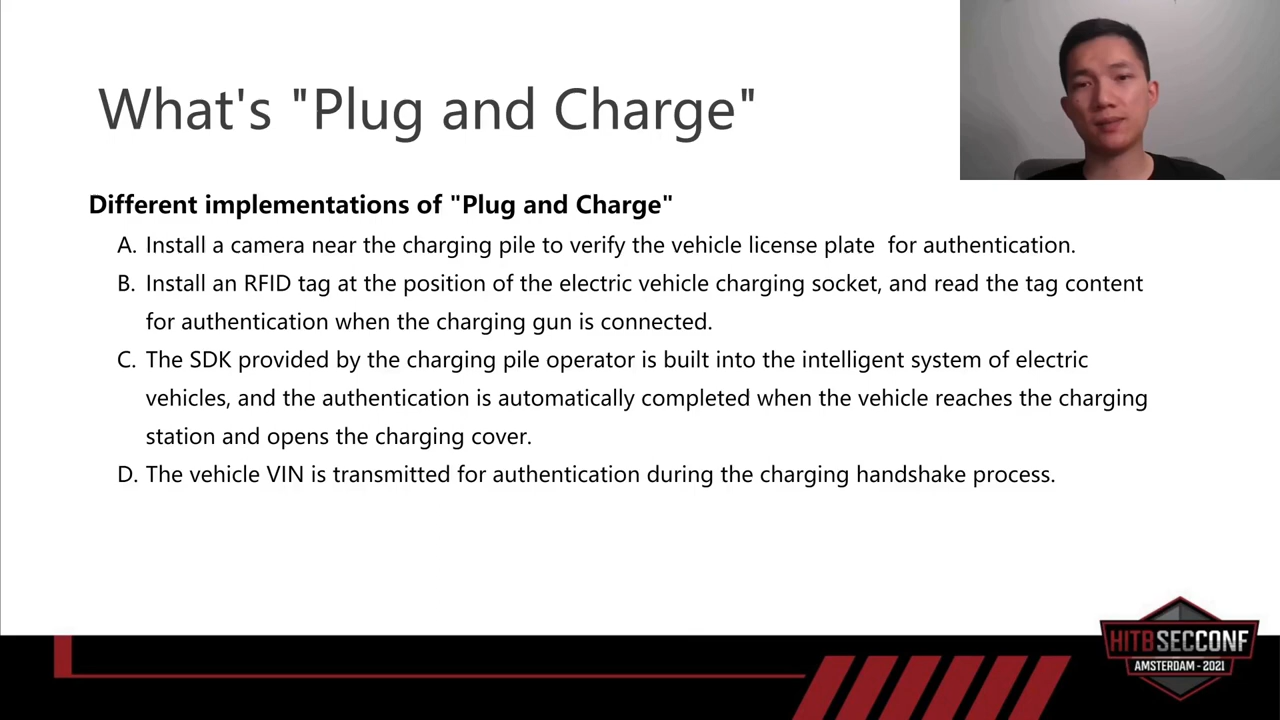 What's "Plug and Charge"
Different implementations of "Plug and Charge"
A. Install a camera near the charging pile to verify the vehicle license plate  for authentication.
B. Install an RFID tag at the position of the electric vehicle charging socket, and read the tag content
for authentication when the charging gun is connected.
C. The SDK provided by the charging pile operator is built into the intelligent system of electric
vehicles, and the authentication is automatically completed when the vehicle reaches the charging
station and opens the charging cover.
D. The vehicle VIN is transmitted for authentication during the charging handshake process.
HITBSECCONF
AMSTERDAM - 2021